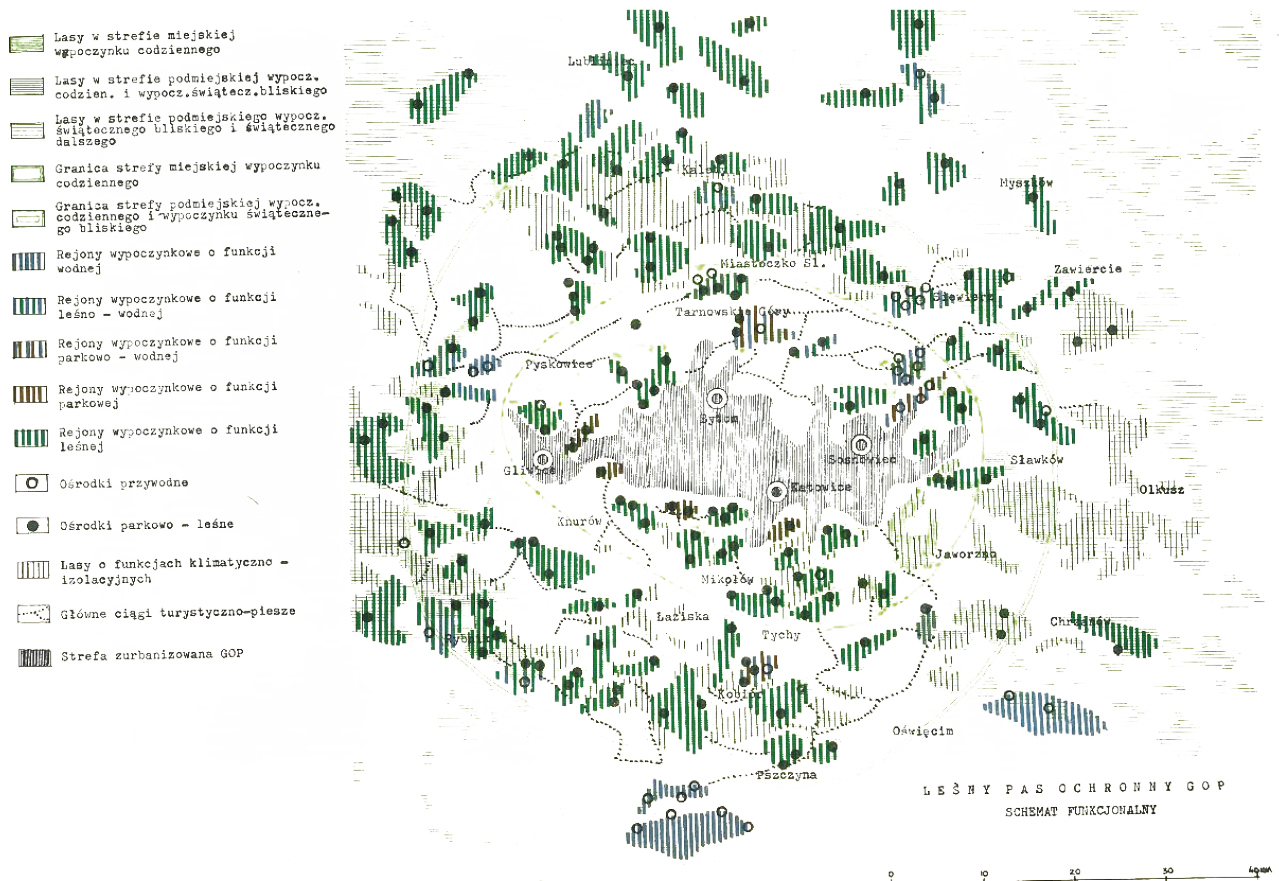 Lasy w strefie miejskiej
wypoczynku codziennego
Lasy w strefie podmiejskiej wypocz.
codzien. i wypocz.świątecz.bliskiego
Lasy w strefie podmiejskiego wypocz.
świątecznego bliskiego i świątecznego
dalszego
Granica strefy miejskiej wypoczynku
codziennego
Granica strefy podmiejskiej wypocz.
codziennego i wypoczynku świąteczne-
go bliskiego
Rejony wypoczynkowe o funkcji
wodnej
Rejony wypoczynkowe o funkcji
leśno - wodnej
Rejony wypoczynkowe o funkcji
parkowo - wodnej
Rejony wypoczynkowe o funkcji
parkowej
Rejony wypoczynkowe o funkcji
leśnej
Ośrodki przywodne
Ośrodki parkowo - leśne
Lasy o funkcjach klimatyczno -
izolacyjnych
Główne ciągi turystyczno-piesze
Strefa zurbanizowana GOP
Lubliniec
Kalety
Myszków
Miasteczko Sl.
Zawiercie
Siewierz
Tarnowskie Góry
Pyskowice
Bytom
Gliwice
Sosnowiec
Sławków
Katowice
Olkusz
Knurów
Jaworzno
Mikołów
Łaziska
Chrzanów
Tychy
Rybnik
Kobiór
Oświęcim
Pszczyna
LEŚNY PAS OCHRONNY GOP
SCHEMAT FUNKCJONALNY
0 10 20 30 40 km